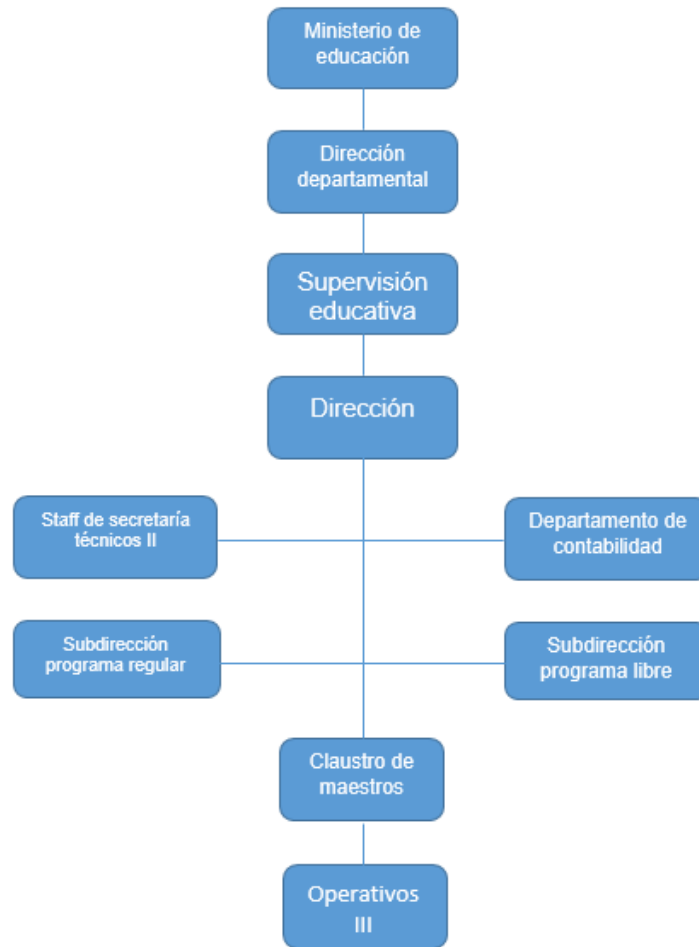 Ministerio de
educación
Dirección
departamental
Supervisión
educativa
Dirección
Staff de secretaría
técnicos II
Departamento de
contabilidad
Subdirección
programa regular
Subdirección
programa libre
Claustro de
maestros
Operativos
III